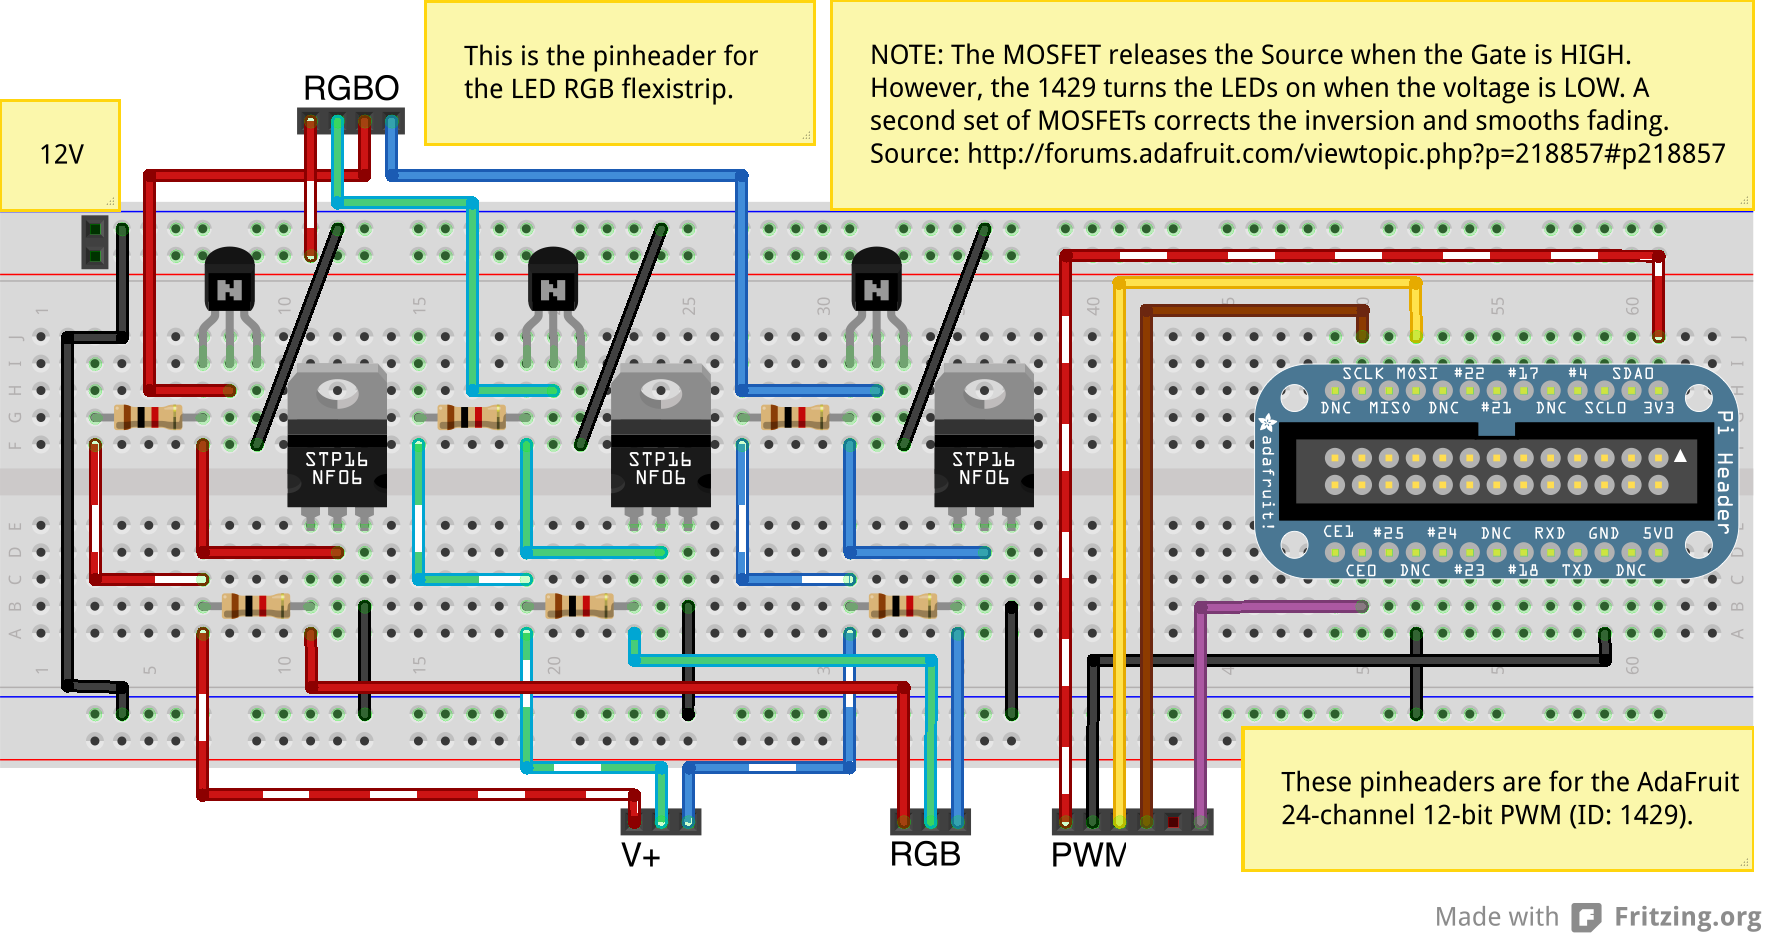 This is the pinheader for
the LED RGB flexistrip.
NOTE: The MOSFET releases the Source when the Gate is HIGH.
However, the 1429 turns the LEDs on when the voltage is LOW. A
second set of MOSFETs corrects the inversion and smooths fading.
Source: http://forums.adafruit.com/viewtopic.php?p=218857#p218857
RGBO
12V
N
N
N
1
10
15
25
30
40
55
60
J
J
I
I
H
G
F
STP16
NF06
STP16
NF06
STP16
NF06
SCLK MOSI #22 #17 #4 SDA0
DNC MISO DNC #21 DNC SCL0 3V3
adafruit!
Pi Header
CE1 #25 #24 DNC RXD GND 5V0
CE0 DNC #23 #18 TXD DNC
E
D
C
C
B
B
A
A
1
5
10
15
20
55
60
V+
RGB
PWM
These pinheaders are for the AdaFruit
24-channel 12-bit PWM (ID: 1429).
Made with Fritzing.org